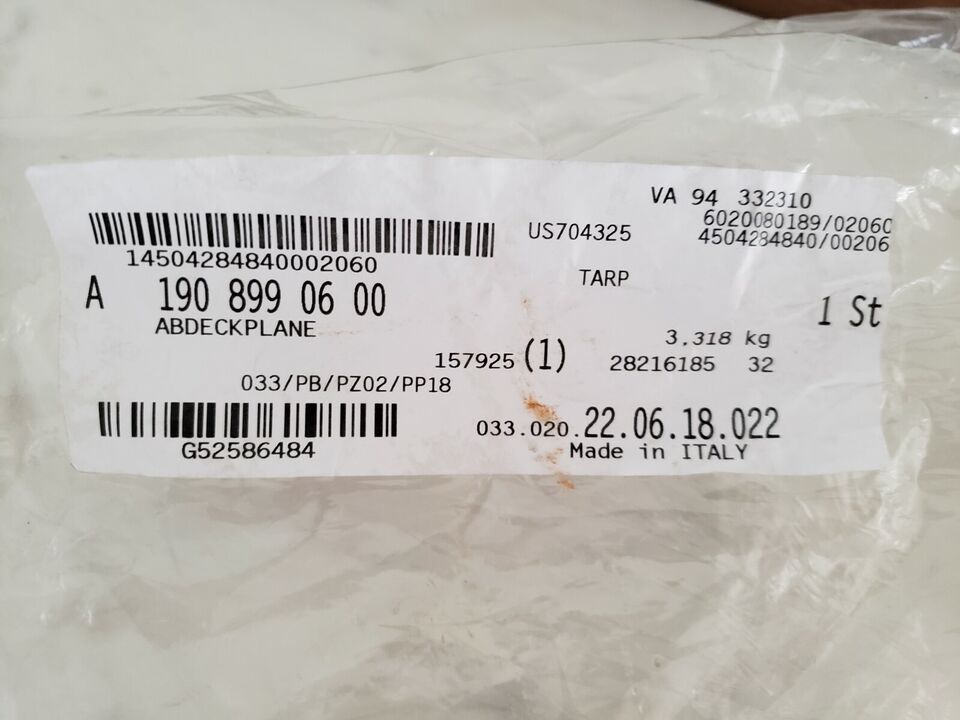 VA 94 332310
6020080189/02060
US704325 4504284840/00206
14504284840002060
TARP
A 190 899 06 00
1 St
ABDECKPLANE
3.318 kg
157925 (1) 28216185 32
033/PB/PZ02/PP18
033.020.22.06.18.022
G52586484
Made in ITALY